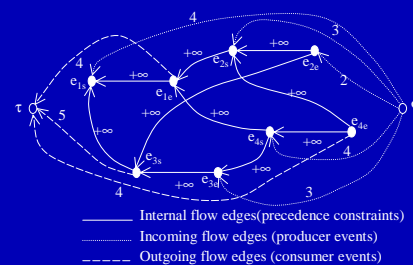 4
3
e2s
+∞
e1s
4
+∞
e2e
2
+∞
e1e
τ
5
+∞
+∞
+∞
e4s
+∞
e4e
+∞
4
e3s
4
+∞
e3e
+∞
3
Internal flow edges(precedence constraints)
Incoming flow edges (producer events)
Outgoing flow edges (consumer events)